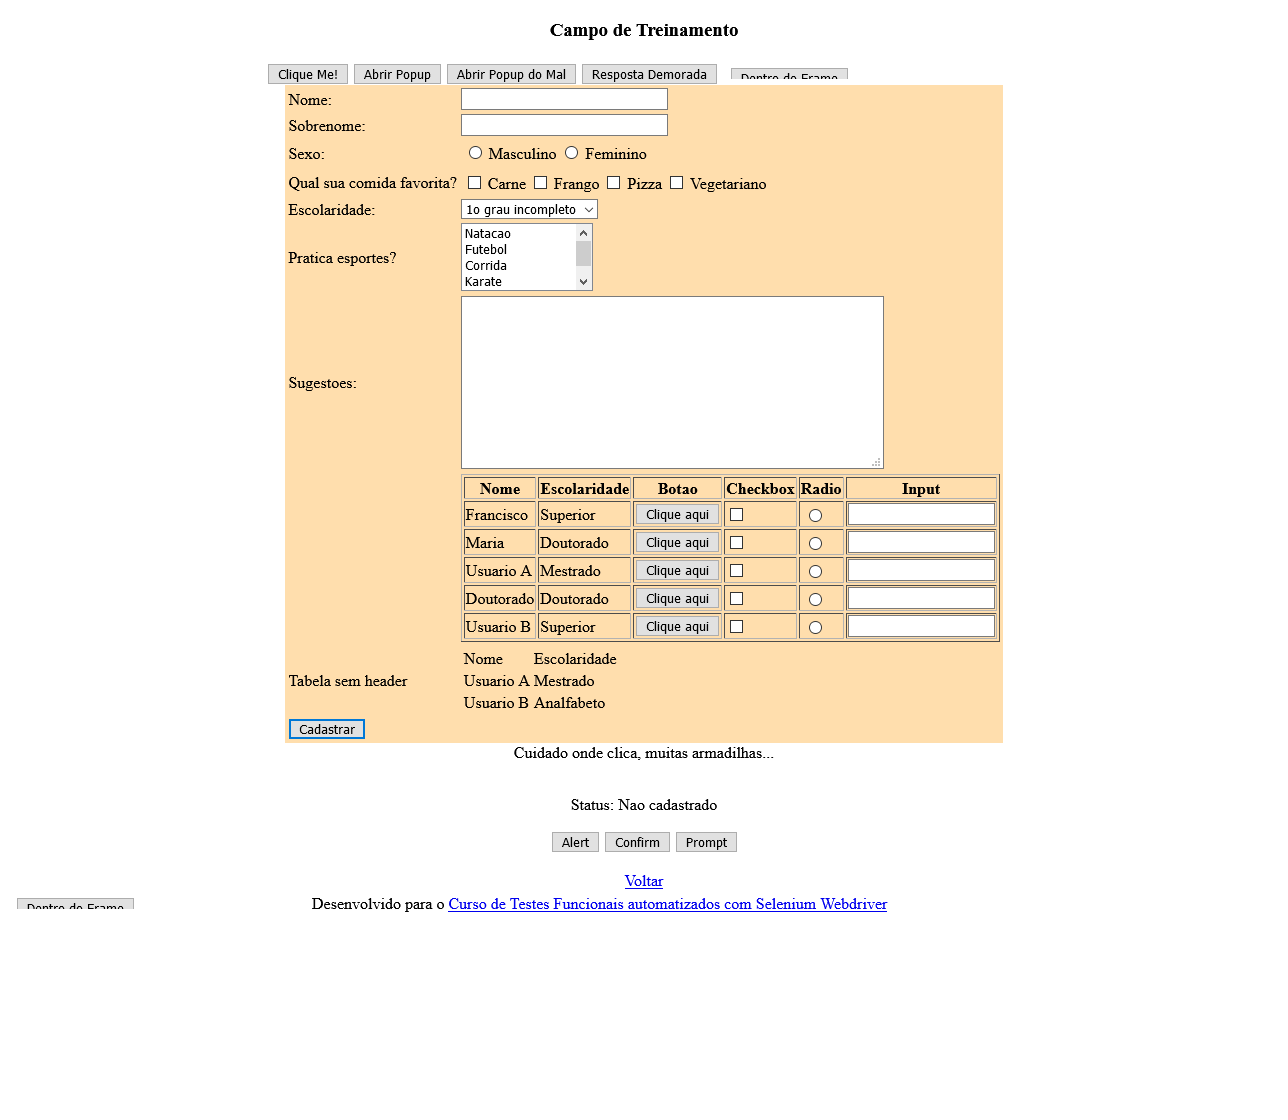 Campo de Treinamento
Clique Me! Abrir Popup Abrir Popup do Mal Resposta Demorada Dentro do Frame
Nome:
Sobrenome:
Sexo: Masculino Feminino
Qual sua comida favorita? Carne Frango Pizza Vegetariano
Escolaridade: 1o grau incompleto
Pratica esportes?
Natacao
Futebol
Corrida
Karate
Sugestoes:
Nome Escolaridade Botao Checkbox Radio Input
Francisco Superior Clique aqui
Maria Doutorado Clique aqui
Usuario A Mestrado Clique aqui
Doutorado Doutorado Clique aqui
Usuario B Superior Clique aqui
Tabela sem header
Nome Escolaridade
Usuario A Mestrado
Usuario B Analfabeto
Cadastrar
Cuidado onde clica, muitas armadilhas...
Status: Nao cadastrado
Alert Confirm Prompt
Voltar
Dentro do Frame Desenvolvido para o Curso de Testes Funcionais automatizados com Selenium Webdriver